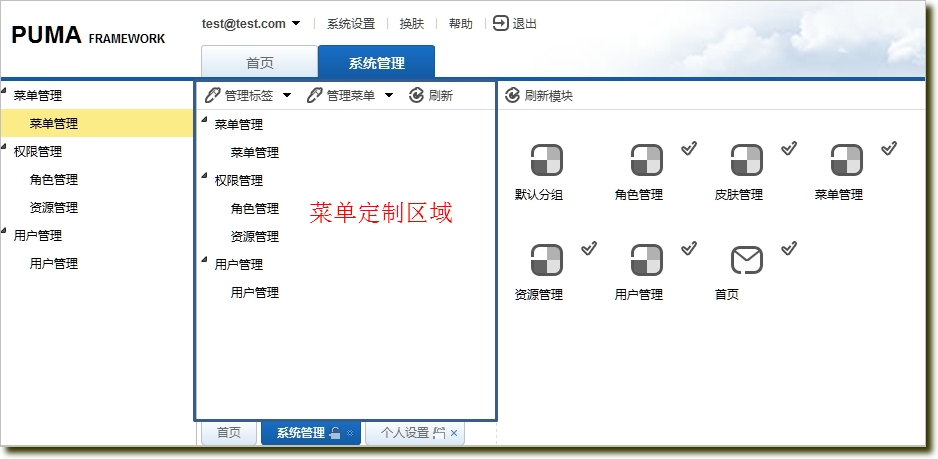 PUMA FRAMEWORK
test@test.com 系统设置 换肤 帮助 退出
首页 系统管理
菜单管理
菜单管理
权限管理
角色管理
资源管理
用户管理
用户管理
管理标签 管理菜单 刷新
菜单管理
菜单管理
权限管理
角色管理
资源管理
用户管理
用户管理
菜单定制区域
刷新模块
默认分组 角色管理 皮肤管理 菜单管理
资源管理 用户管理 首页
首页 系统管理 × 个人设置 ×